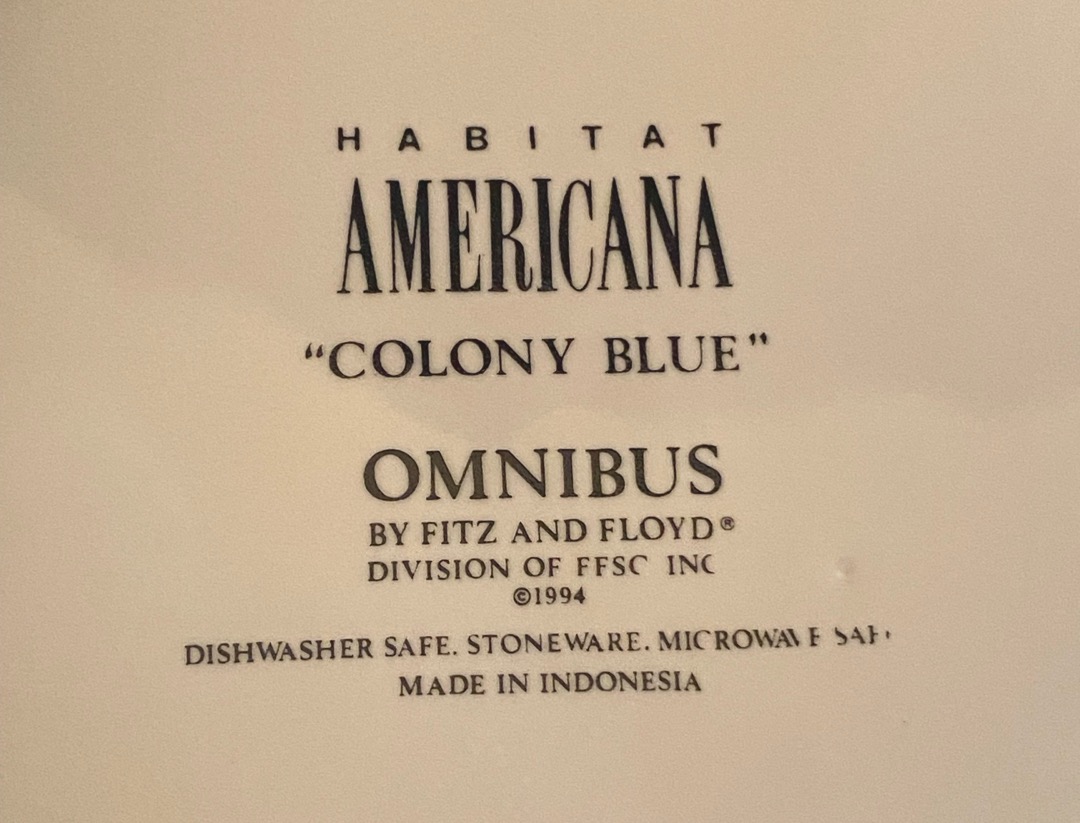 HABITAT
AMERICANA
“COLONY BLUE”
OMNIBUS
BY FITZ AND FLOYD®
DIVISION OF FFSC INC
©1994
DISHWASHER SAFE. STONEWARE. MICROWAVE SAFE
MADE IN INDONESIA